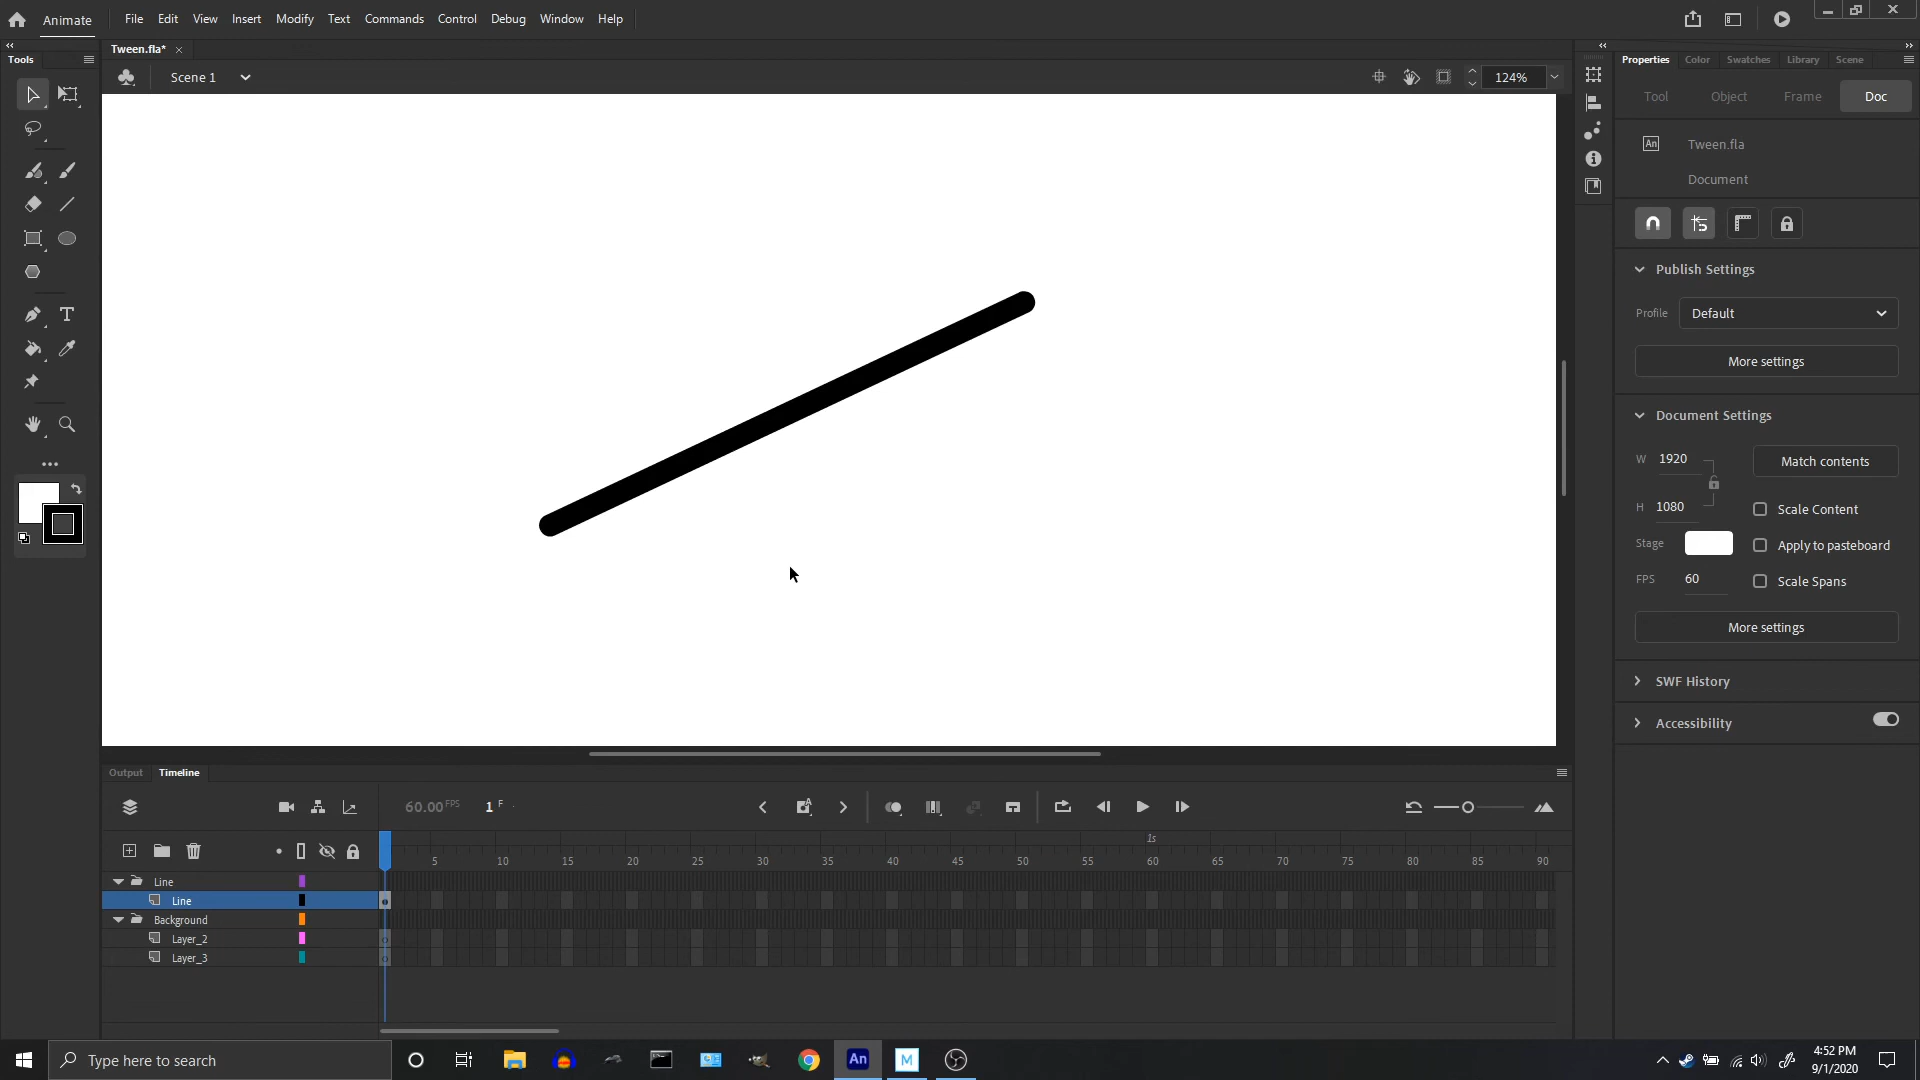 Animate File Edit View Insert Modify Text Commands Control Debug Window Help
Tools Tween.fla* Properties Color Swatches Library Scene
Scene 1 124%
Tool Object Frame Doc
An Tween.fla
Document
Publish Settings
Profile Default
More settings
Document Settings
W 1920 Match contents
H 1080 Scale Content
Stage Apply to pasteboard
FPS 60 Scale Spans
More settings
SWF History
Accessibility
T
Output Timeline
60.00 FPS 1 F
1s
5 10 15 20 25 30 35 40 45 50 55 60 65 70 75 80 85 90
Line
Line
Background
Layer_2
Layer_3
Type here to search An M 4:52 PM
9/1/2020